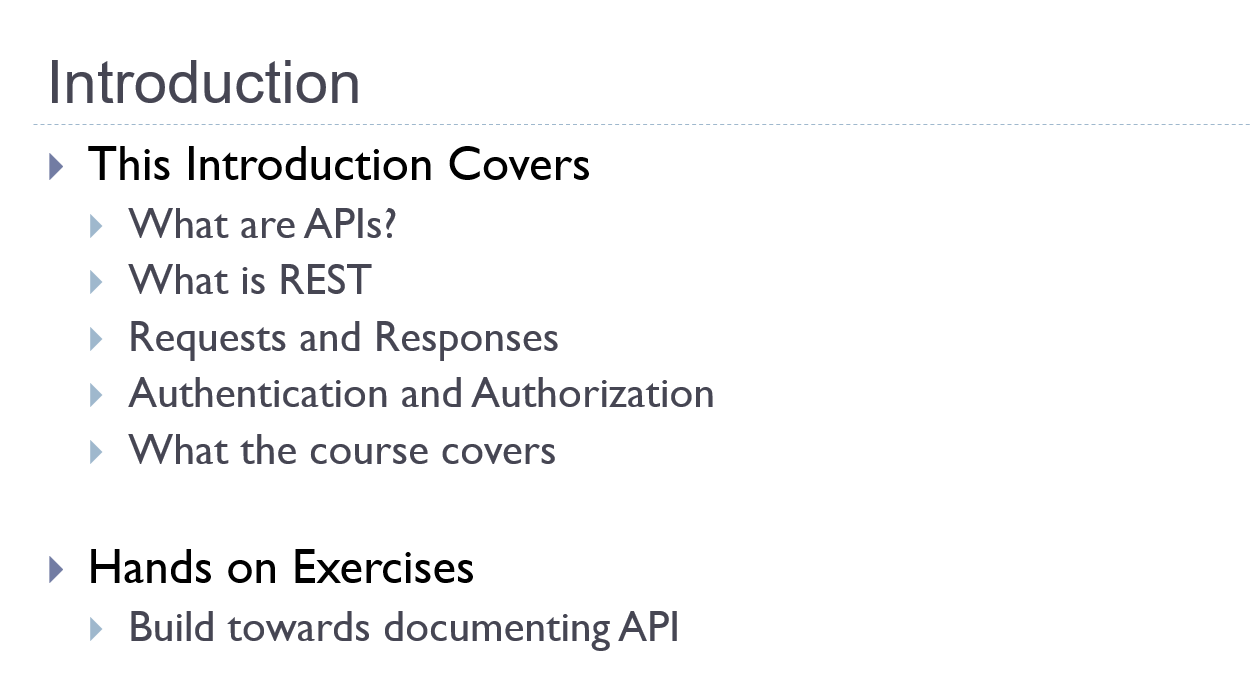 Introduction
This Introduction Covers
What are APIs?
What is REST
Requests and Responses
Authentication and Authorization
What the course covers
Hands on Exercises
Build towards documenting API